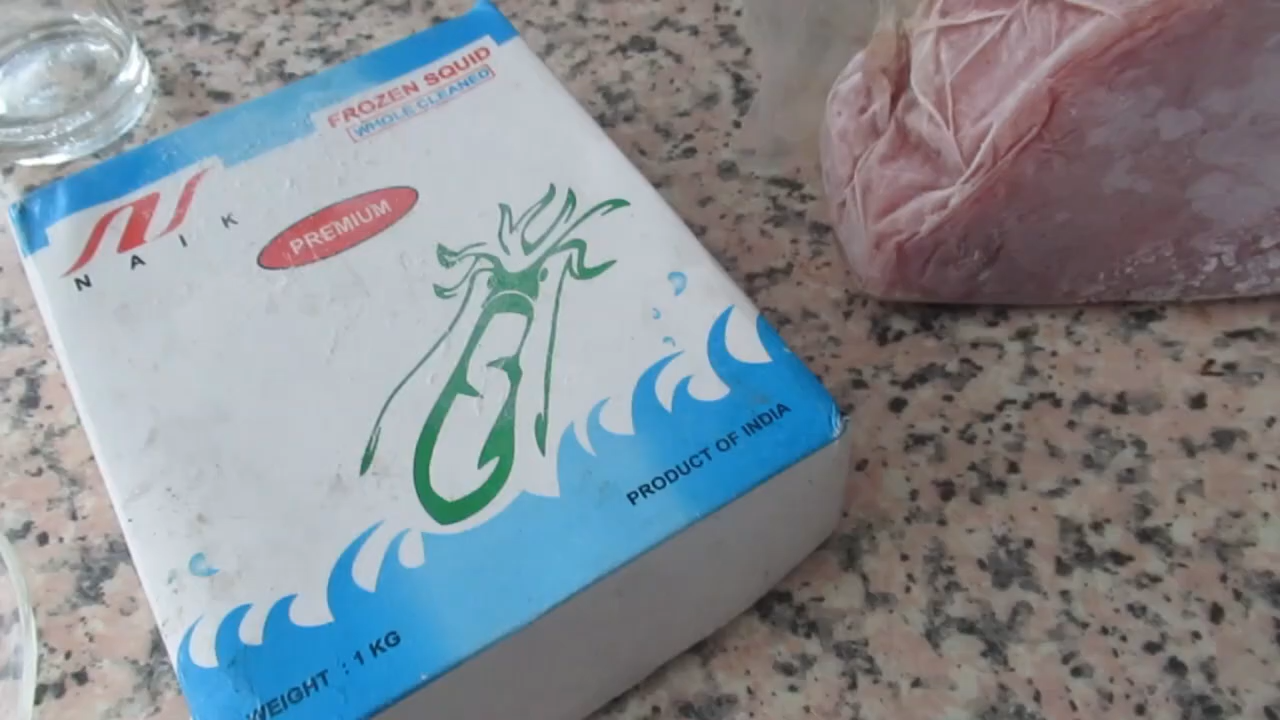 FROZEN SQUID
WHOLE CLEANED
NAIK
PREMIUM
PRODUCT OF INDIA
WEIGHT : 1 KG